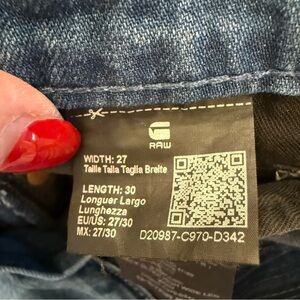 RAW
WIDTH: 27
Taille Talla Taglia Breite
LENGTH: 30
Longuer Largo
Lunghezza
EU/US: 27/30
MX: 27/30
D20987-C970-D342